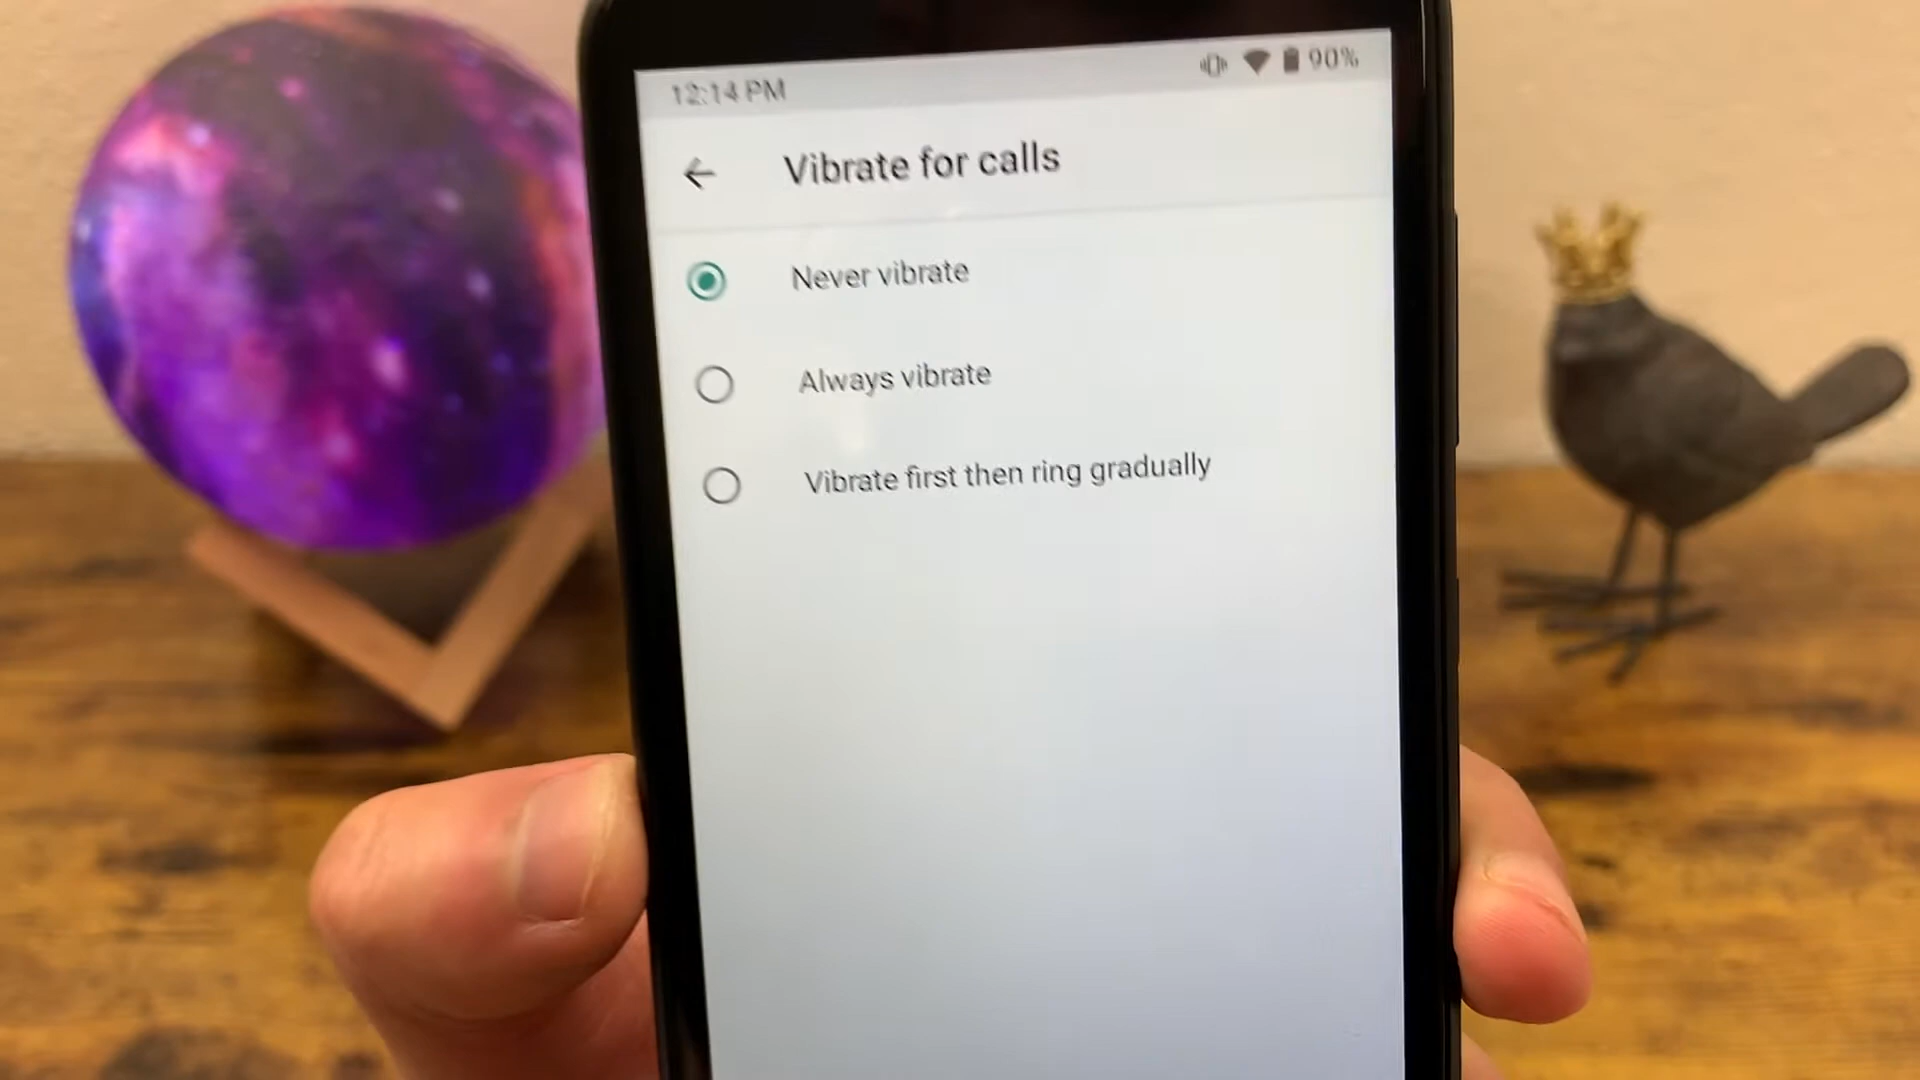 12:14 PM
90%
Vibrate for calls
Never vibrate
Always vibrate
Vibrate first then ring gradually